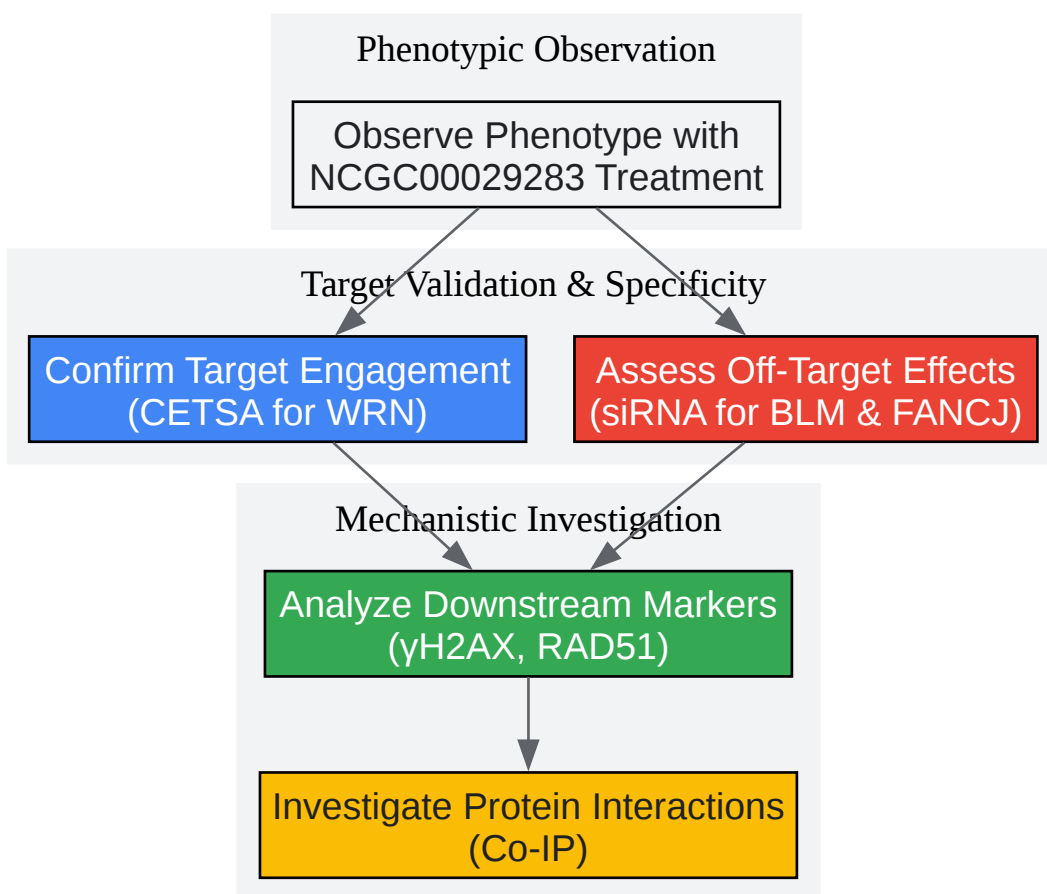 Phenotypic Observation
Observe Phenotype with
NCGC00029283 Treatment
Target Validation & Specificity
Confirm Target Engagement
(CETSA for WRN)
Assess Off-Target Effects
(siRNA for BLM & FANCJ)
Mechanistic Investigation
Analyze Downstream Markers
(γH2AX, RAD51)
Investigate Protein Interactions
(Co-IP)